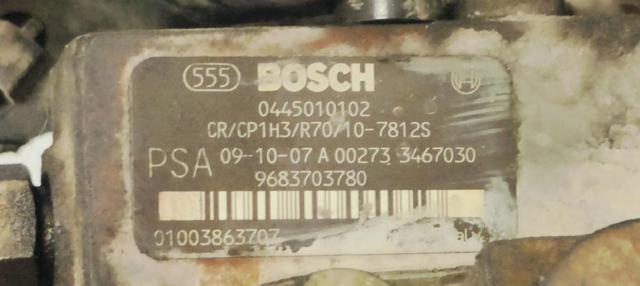 555 BOSCH
0445010102
CR/CP1H3/R70/10-7812S
PSA 09-10-07 A 00273 3467030
9683703780
01003863707